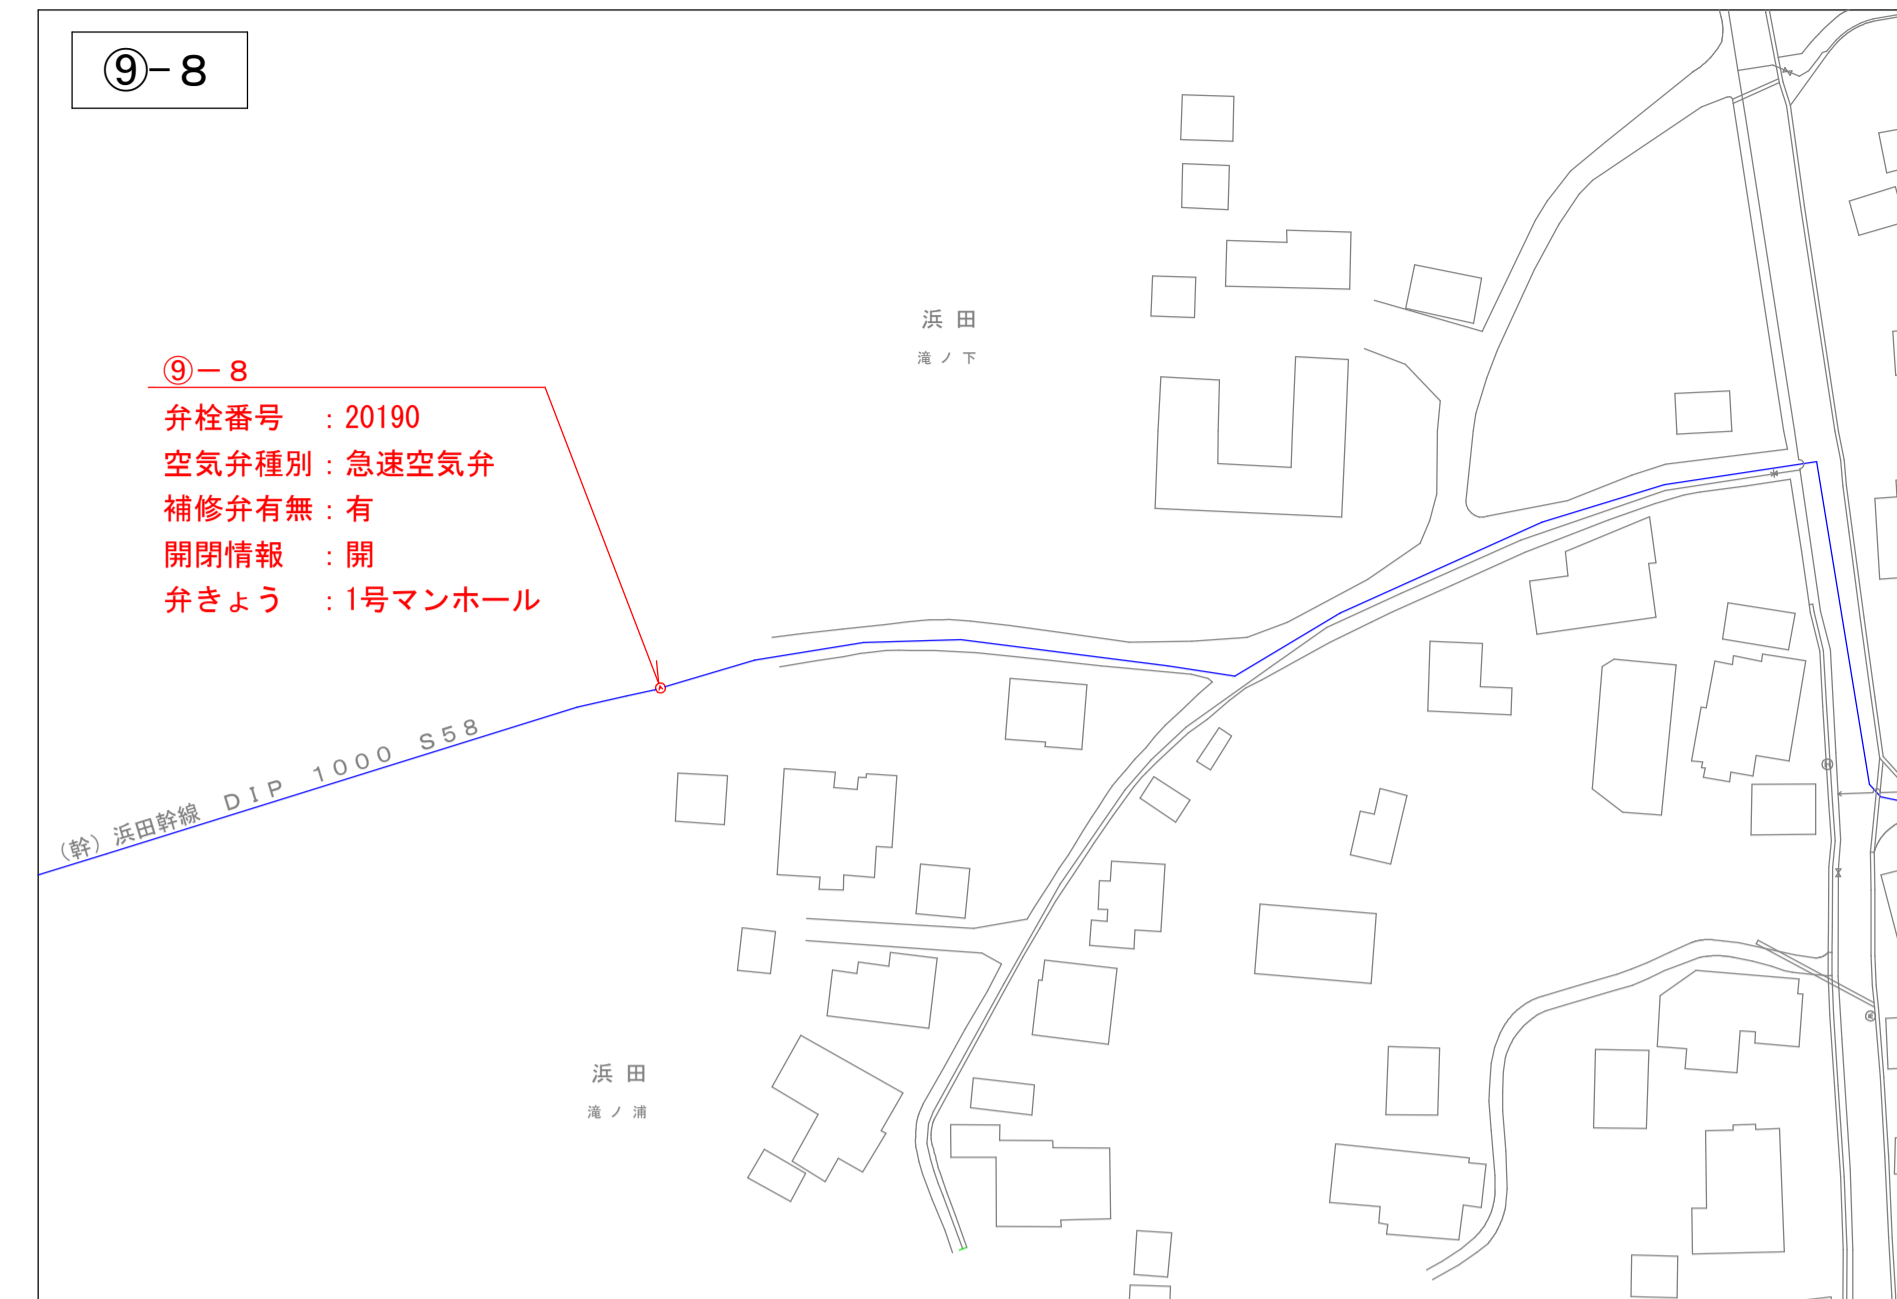 ⑨-８
浜 田
滝 ノ 下
⑨－８
弁栓番号　：20190
空気弁種別：急速空気弁
補修弁有無：有
開閉情報　：開
弁きょう　：1号マンホール
（幹）浜田幹線　ＤＩＰ　１０００　Ｓ５８
浜 田
滝 ノ 浦